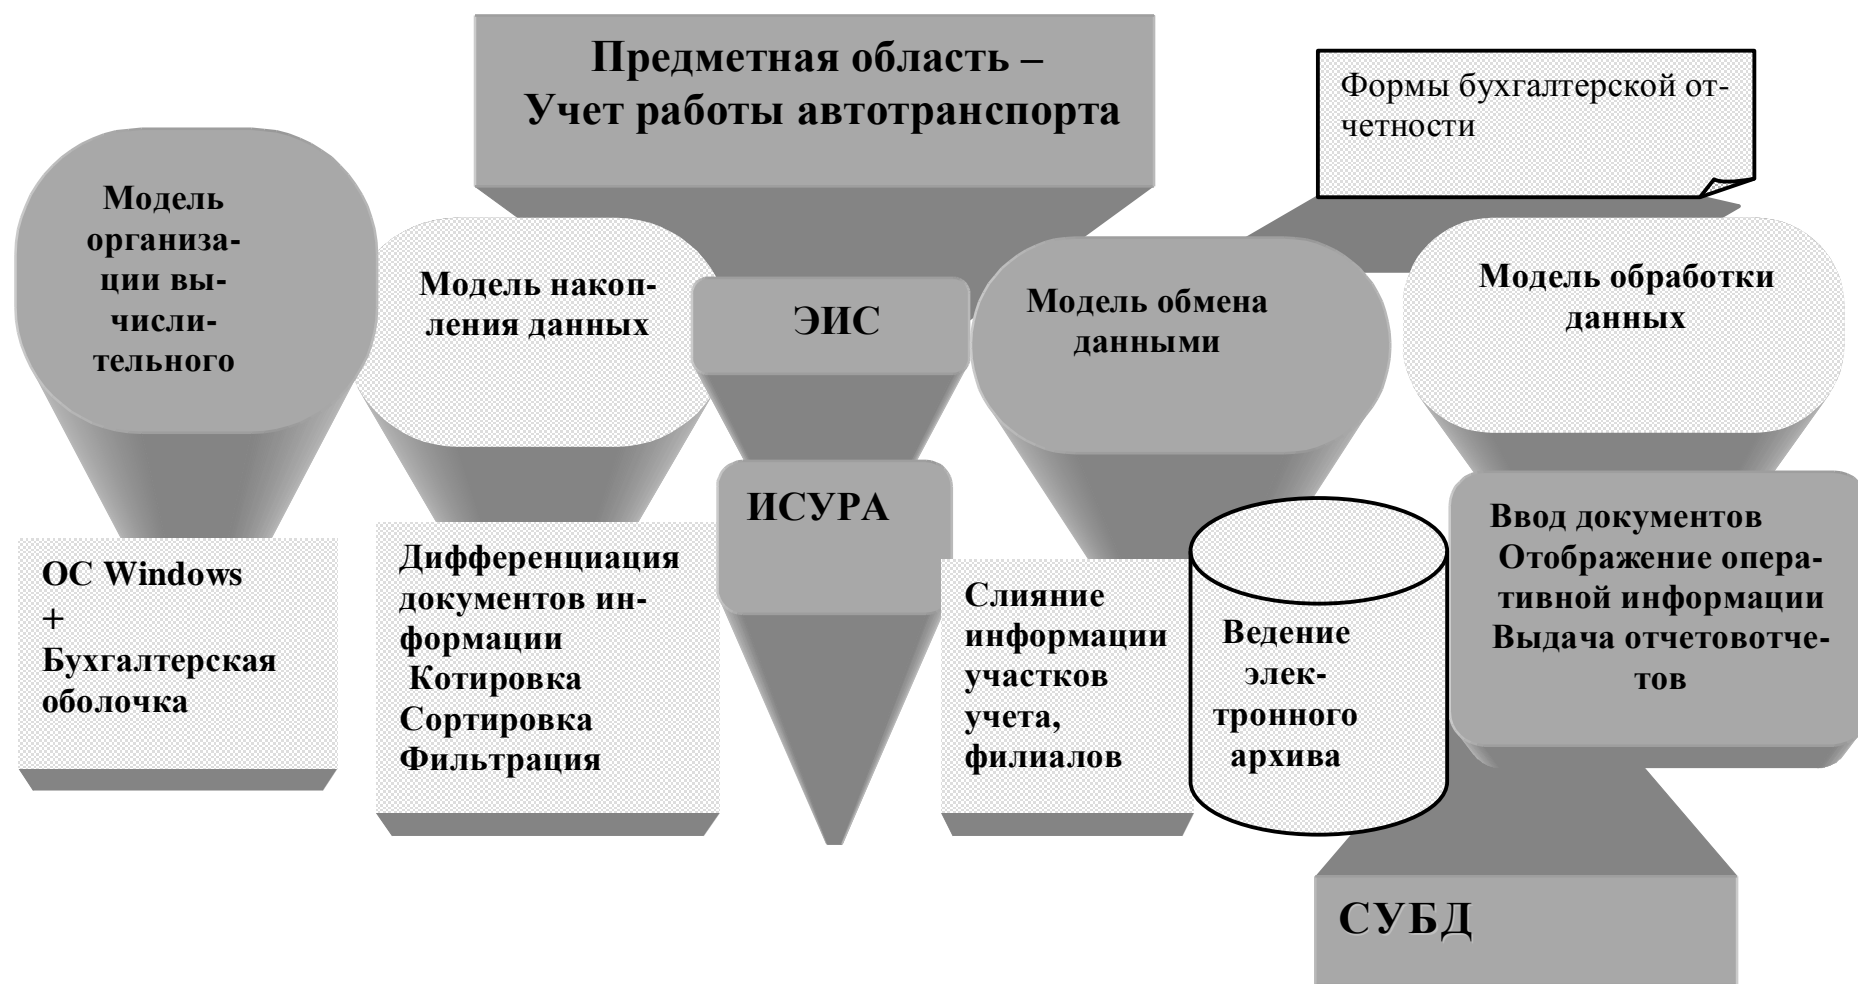 Предметная область –
Учет работы автотранспорта
Формы бухгалтерской от-
четности
Модель
организа-
ции вы-
числи-
тельного
Модель накоп-
ления данных
ЭИС
Модель обмена
данными
Модель обработки
данных
ОС Windows
+
Бухгалтерская
оболочка
Дифференциация
документов ин-
формации
Котировка
Сортировка
Фильтрация
ИСУРА
Слияние
информации
участков
учета,
филиалов
Ведение
элек-
тронного
архива
Ввод документов
Отображение опера-
тивной информации
Выдача отчетовотче-
тов
СУБД